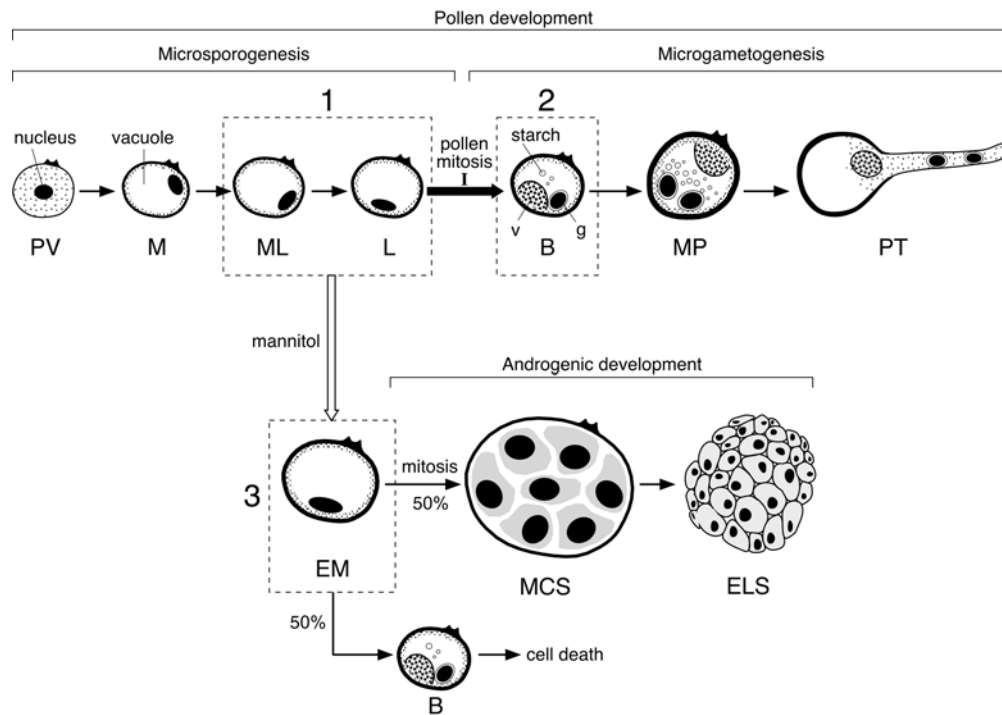 Pollen development
Microsporogenesis
Microgametogenesis
1
2
nucleus
vacuole
pollen
mitosis
I
starch
v
g
PV
M
ML
L
B
MP
PT
mannitol
Androgenic development
3
mitosis
50%
EM
MCS
ELS
50%
cell death
B